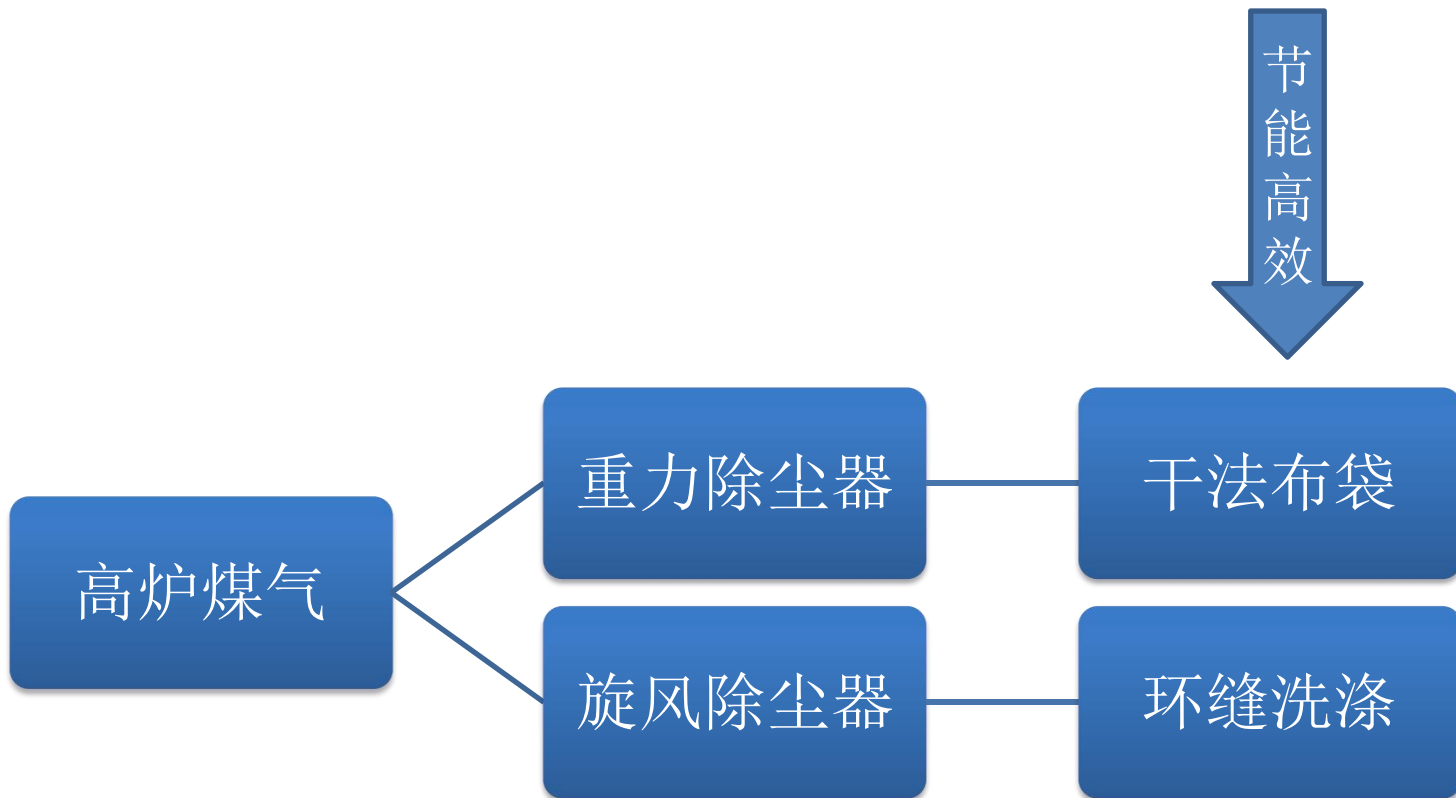 节能高效
重力除尘器
干法布袋
高炉煤气
旋风除尘器
环缝洗涤